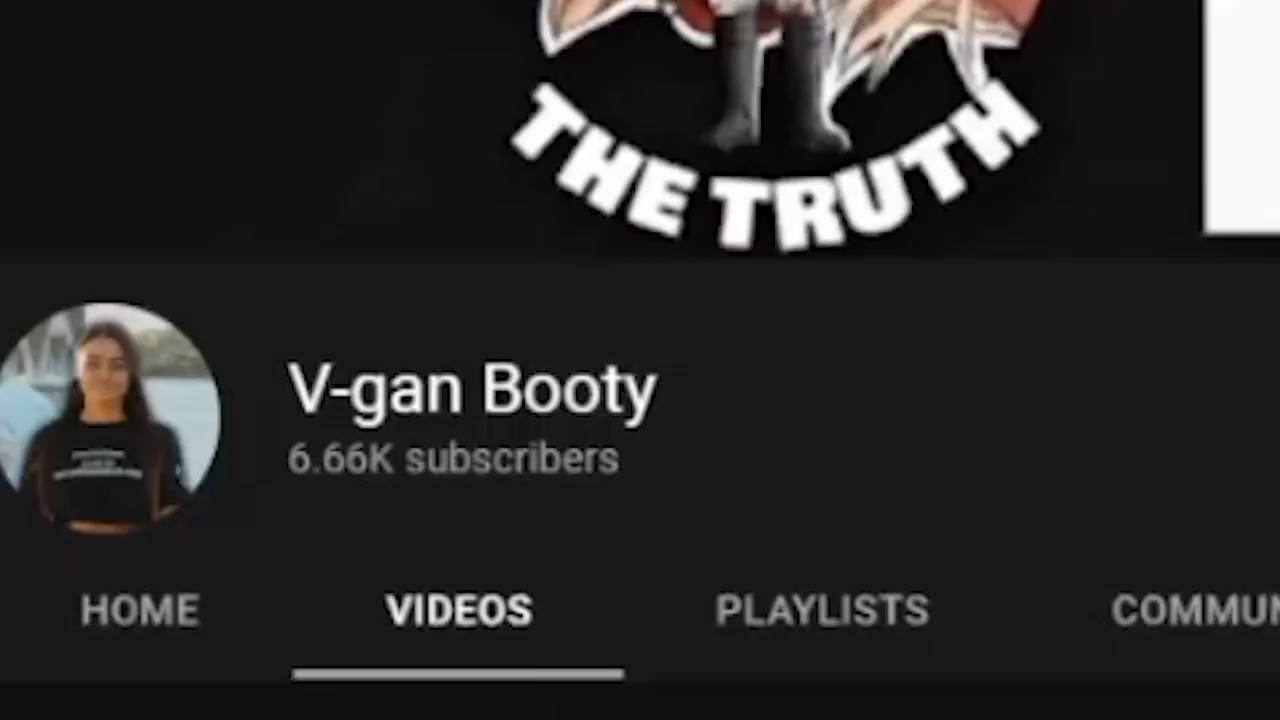 THE TRUTH
V-gan Booty
6.66K subscribers
HOME VIDEOS PLAYLISTS COMMUN